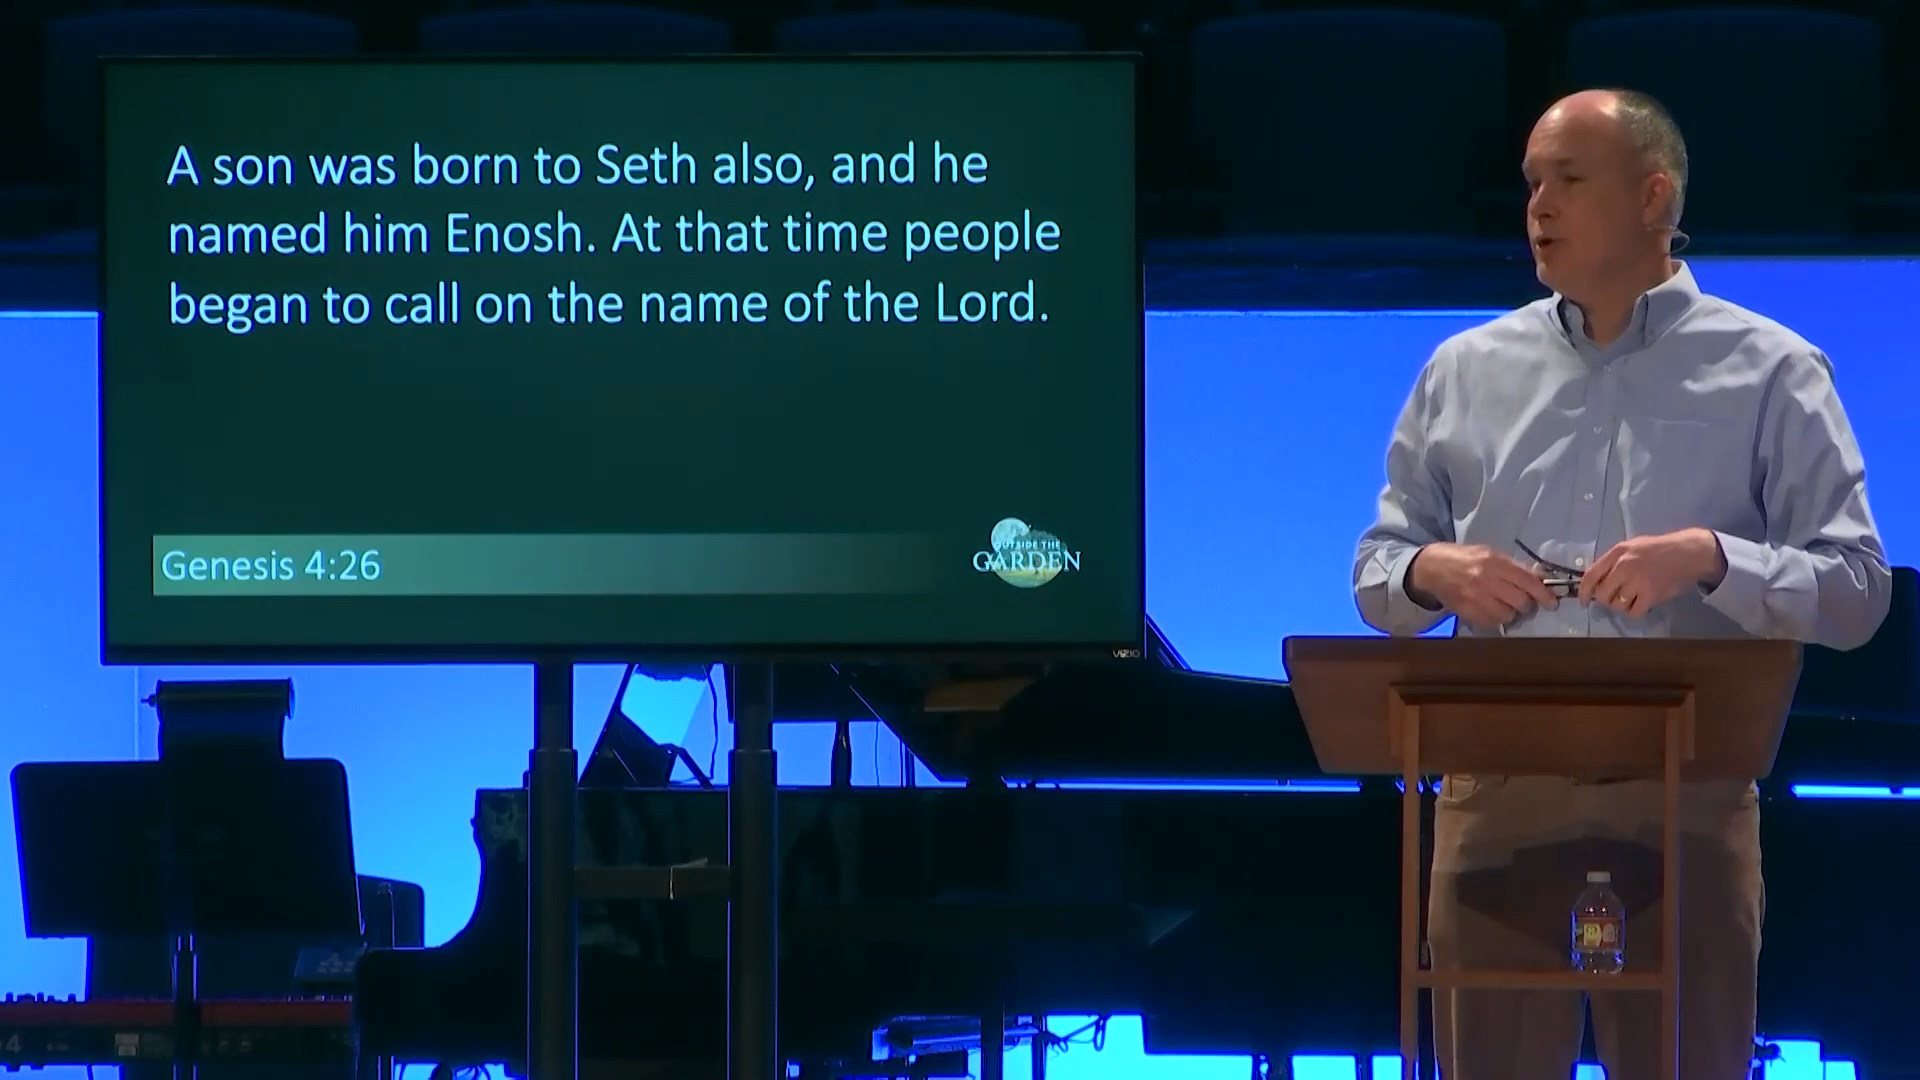 A son was born to Seth also, and he
named him Enosh. At that time people
began to call on the name of the Lord.
Genesis 4:26
OUTSIDE THE
GARDEN
VIZIO